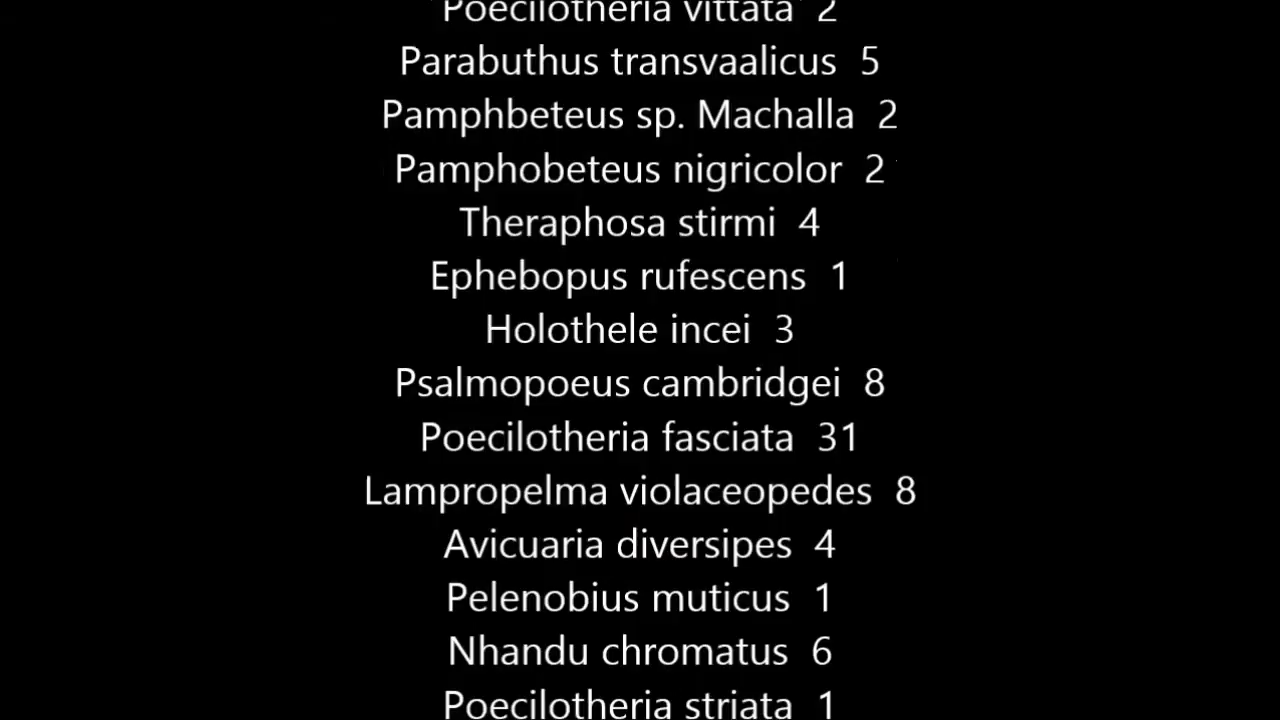 Poecilotheria vittata 2
Parabuthus transvaalicus 5
Pamphbeteus sp. Machalla 2
Pamphobeteus nigricolor 2
Theraphosa stirmi 4
Ephebopus rufescens 1
Holothele incei 3
Psalmopoeus cambridgei 8
Poecilotheria fasciata 31
Lampropelma violaceopedes 8
Avicuaria diversipes 4
Pelenobius muticus 1
Nhandu chromatus 6
Poecilotheria striata 1